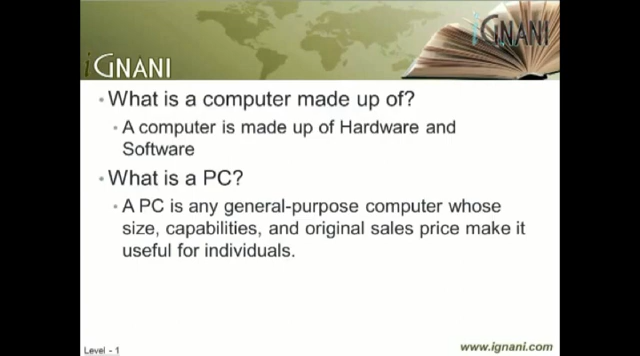 iGNANI
iGNANI
• What is a computer made up of?
• A computer is made up of Hardware and
Software
• What is a PC?
• A PC is any general-purpose computer whose
size, capabilities, and original sales price make it
useful for individuals.
Level - 1
www.ignani.com